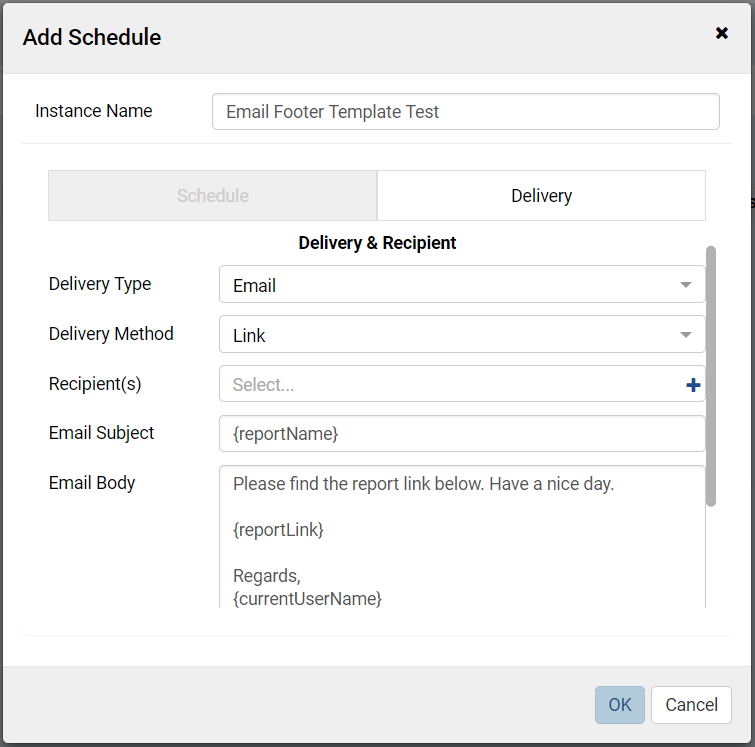 Add Schedule
Instance Name
Email Footer Template Test
Schedule
Delivery
Delivery & Recipient
Delivery Type
Email
Delivery Method
Link
Recipient(s)
Select...
Email Subject
{reportName}
Email Body
Please find the report link below. Have a nice day.
{reportLink}
Regards,
{currentUserName}
OK
Cancel